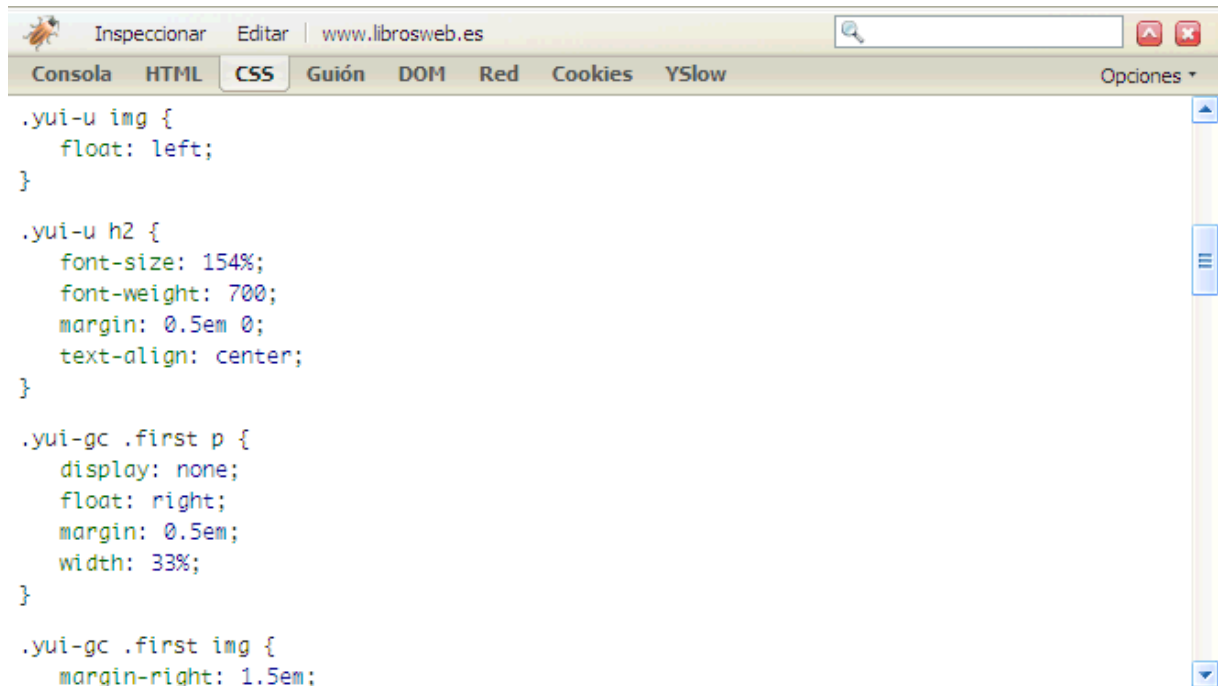 Inspeccionar Editar www.librosweb.es
Consola HTML CSS Guión DOM Red Cookies YSlow Opciones
.yui-u img {
float: left;
}
.yui-u h2 {
font-size: 154%;
font-weight: 700;
margin: 0.5em 0;
text-align: center;
}
.yui-gc .first p {
display: none;
float: right;
margin: 0.5em;
width: 33%;
}
.yui-gc .first img {
margin-right: 1.5em;